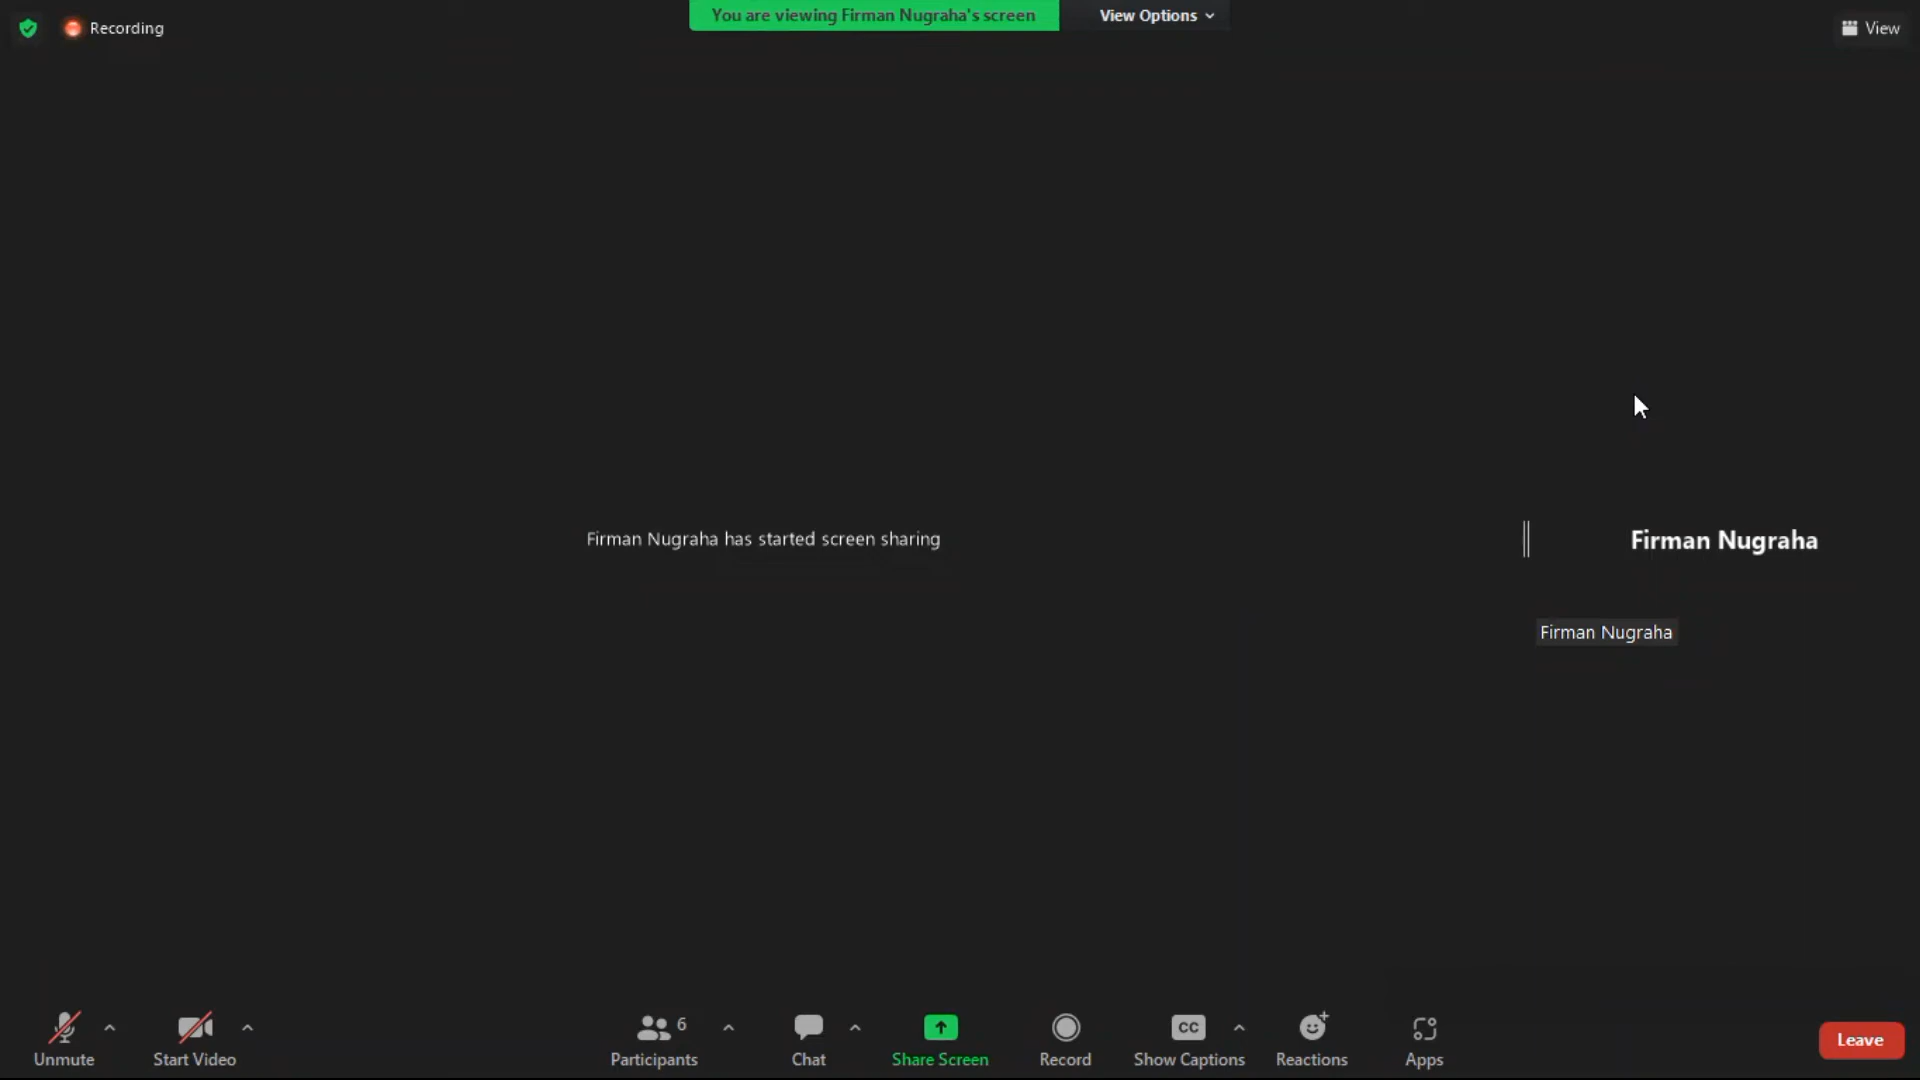 Recording
You are viewing Firman Nugraha's screen
View Options
View
Firman Nugraha has started screen sharing
Firman Nugraha
Firman Nugraha
Unmute
Start Video
6
Participants
Chat
Share Screen
Record
CC
Show Captions
Reactions
Apps
Leave